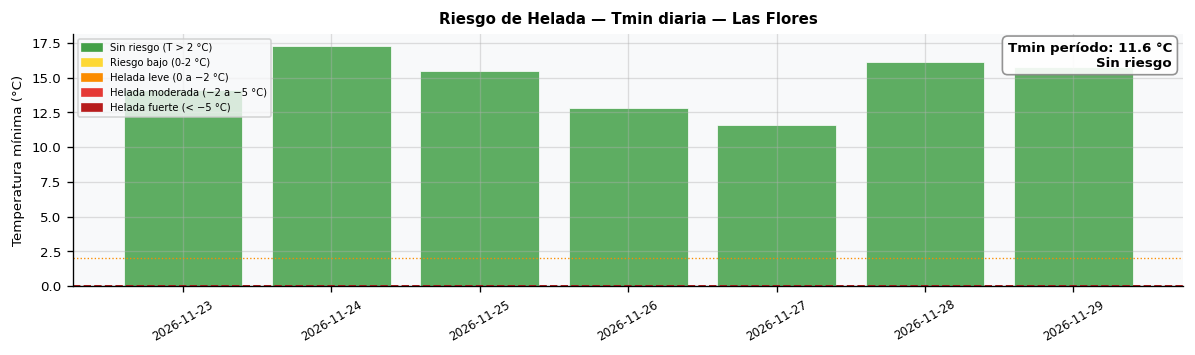 Riesgo de Helada — Tmin diaria — Las Flores
Temperatura mínima (°C)
17.5
15.0
12.5
10.0
7.5
5.0
2.5
0.0
Sin riesgo (T > 2 °C)
Riesgo bajo (0-2 °C)
Helada leve (0 a −2 °C)
Helada moderada (−2 a −5 °C)
Helada fuerte (< −5 °C)
Tmin período: 11.6 °C
Sin riesgo
2026-11-23
2026-11-24
2026-11-25
2026-11-26
2026-11-27
2026-11-28
2026-11-29